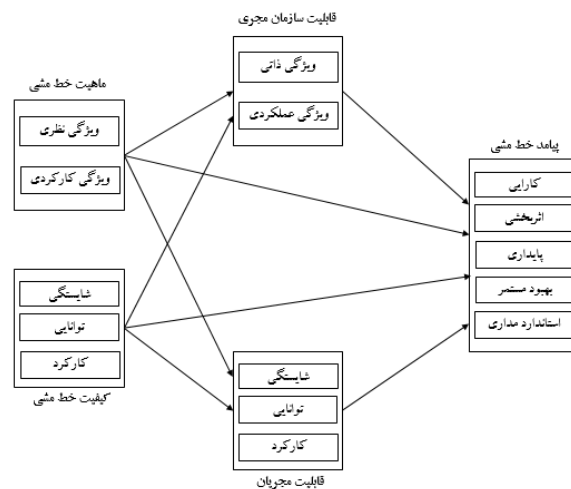 قابلیت سازمان مجری
ویژگی ذاتی
ویژگی عملکردی
ماهیت خط مشی
ویژگی نظری
ویژگی کارکردی
پیامد خط مشی
کارایی
اثربخشی
پایداری
بهبود مستمر
استاندارد مداری
شایستگی
توانایی
کارکرد
کیفیت خط مشی
شایستگی
توانایی
کارکرد
قابلیت مجریان